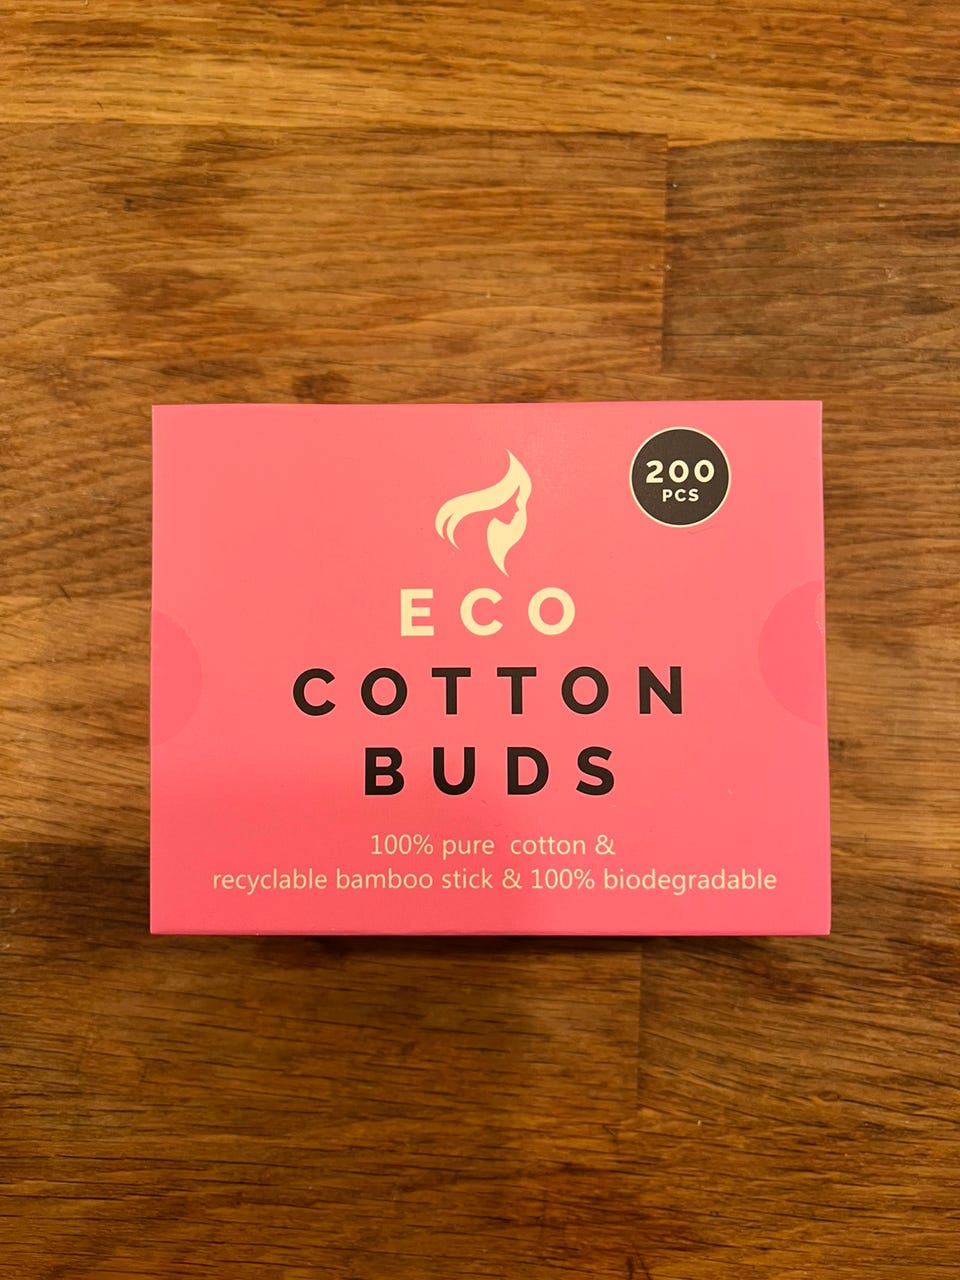 200
PCS
ECO
COTTON
BUDS
100% pure cotton &
recyclable bamboo stick & 100% biodegradable